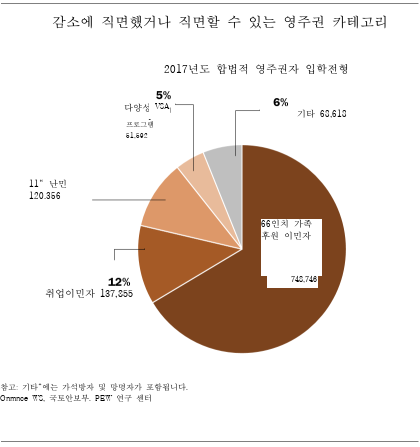 감소에 직면했거나 직면할 수 있는 영주권 카테고리
2017년도 합법적 영주권자 입학전형
5%
다양성 VSA
프로그램
51,592
6%
기타 63,618
11" 난민
120,356
66인치 가족
후원 이민자
748,746
12%
취업이민자 137,855
참고: 기타"에는 가석방자 및 망명자가 포함됩니다.
WS, 국토안보부. PEW 연구 센터